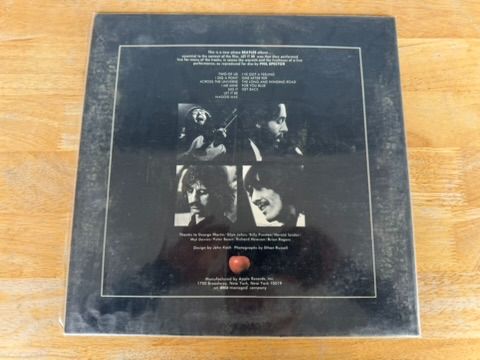 This is a new phase BEATLES album...
essential to the content of the film, LET IT BE was that they performed
live for many of the tracks; in comes the warmth and the freshness of a live
performance; as reproduced for disc by PHIL SPECTOR
TWO OF US I'VE GOT A FEELING
I DIG A PONY ONE AFTER 909
ACROSS THE UNIVERSE THE LONG AND WINDING ROAD
I ME MINE FOR YOU BLUE
DIG IT GET BACK
LET IT BE
MAGGIE MAE
Thanks to George Martin/Glyn Johns/Billy Preston/
Mal Evans/Peter Bown/Richard Hewson/Brian Rogers
Design by John Kosh Photographs by Ethan Russell
Manufactured by Apple Records, Inc.
1700 Broadway, New York, New York 10019
an abkco managed company